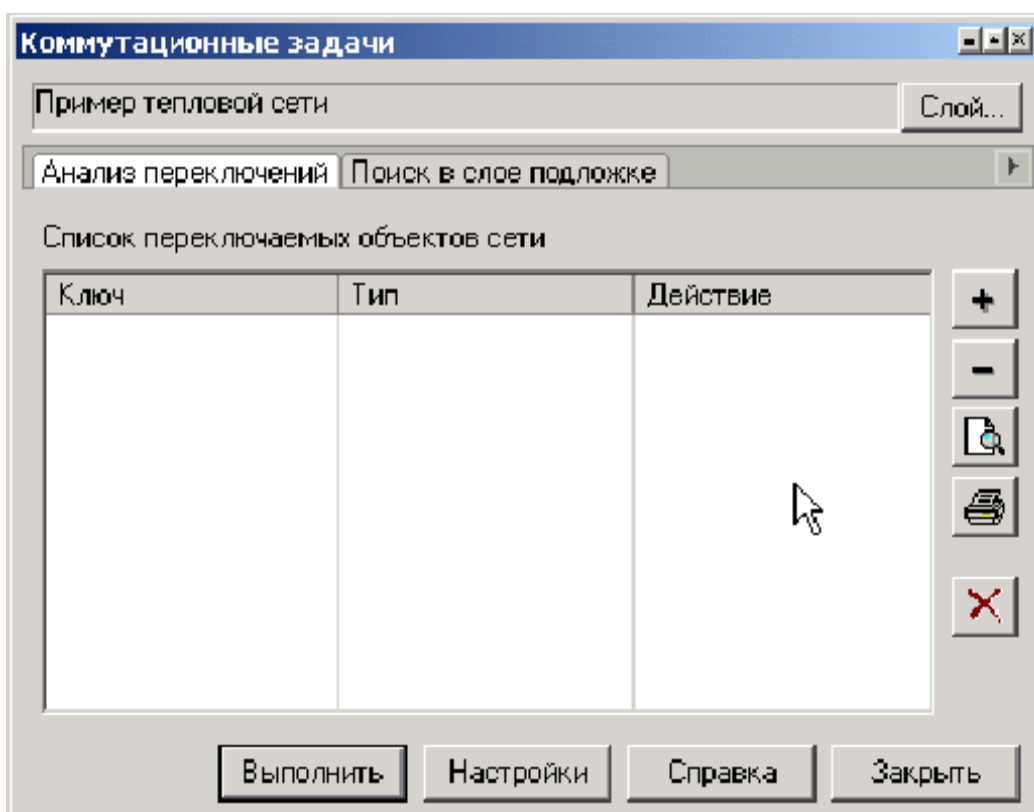 Коммутационные задачи
Пример тепловой сети
Слой...
Анализ переключений Поиск в слое подложке
Список переключаемых объектов сети
Ключ Тип Действие
Выполнить Настройки Справка Закрыть